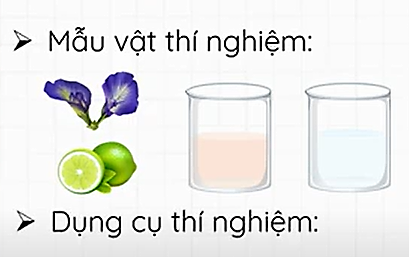 ➢ Mẫu vật thí nghiệm:
➢ Dụng cụ thí nghiệm: